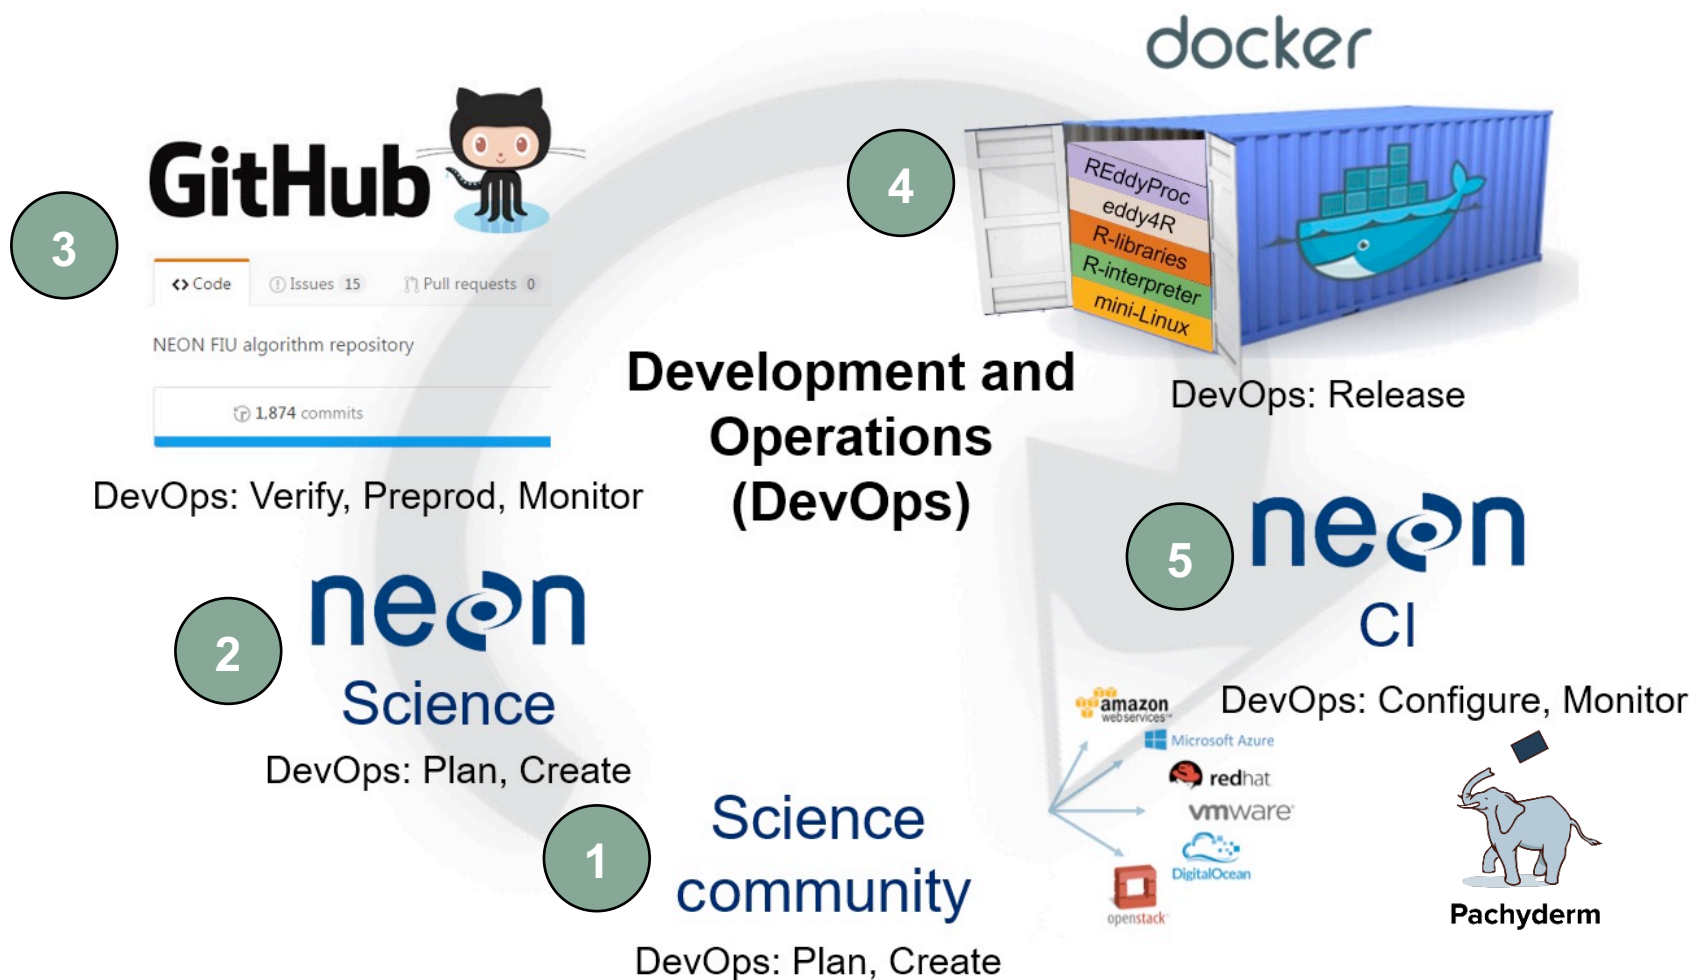 docker
GitHub
3
<> Code
Issues 15
Pull requests 0
NEON FIU algorithm repository
1,874 commits
DevOps: Verify, Preprod, Monitor
4
REddyProc
eddy4R
R-libraries
R-interpreter
mini-Linux
DevOps: Release
Development and
Operations
(DevOps)
2
neon
Science
DevOps: Plan, Create
5
neon
CI
DevOps: Configure, Monitor
1
Science
community
DevOps: Plan, Create
amazon
webservices™
Microsoft Azure
redhat
vmware®
DigitalOcean
openstack
Pachyderm